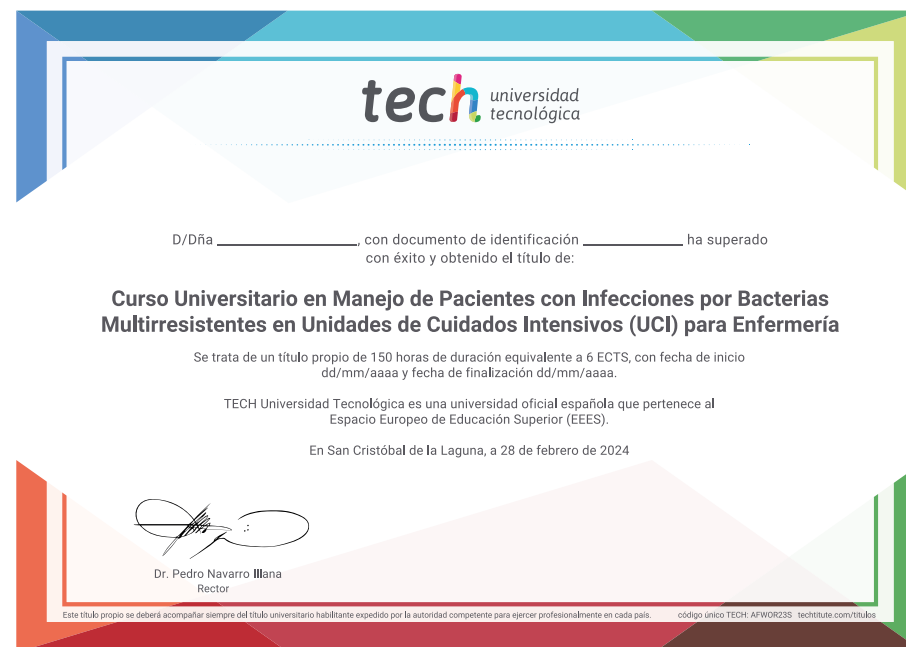 tech universidad
tecnológica
D/Dña ____________________, con documento de identificación ______________ ha superado
con éxito y obtenido el título de:
Curso Universitario en Manejo de Pacientes con Infecciones por Bacterias
Multirresistentes en Unidades de Cuidados Intensivos (UCI) para Enfermería
Se trata de un título propio de 150 horas de duración equivalente a 6 ECTS, con fecha de inicio
dd/mm/aaaa y fecha de finalización dd/mm/aaaa.
TECH Universidad Tecnológica es una universidad oficial española que pertenece al
Espacio Europeo de Educación Superior (EEES).
En San Cristóbal de la Laguna, a 28 de febrero de 2024
Dr. Pedro Navarro Illana
Rector
Este título propio se deberá acompañar siempre del título universitario habilitante expedido por la autoridad competente para ejercer profesionalmente en cada país. código único TECH: AFWOR23S techtitute.com/titulos